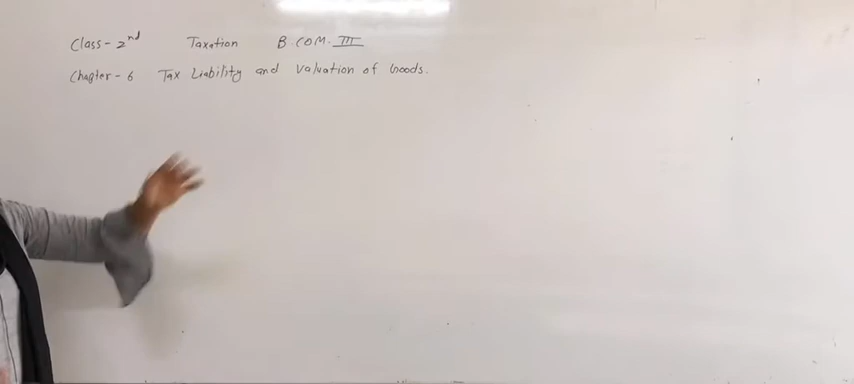 Class-2nd Taxation B.COM.III
Chapter-6 Tax Liability and Valuation of Goods.